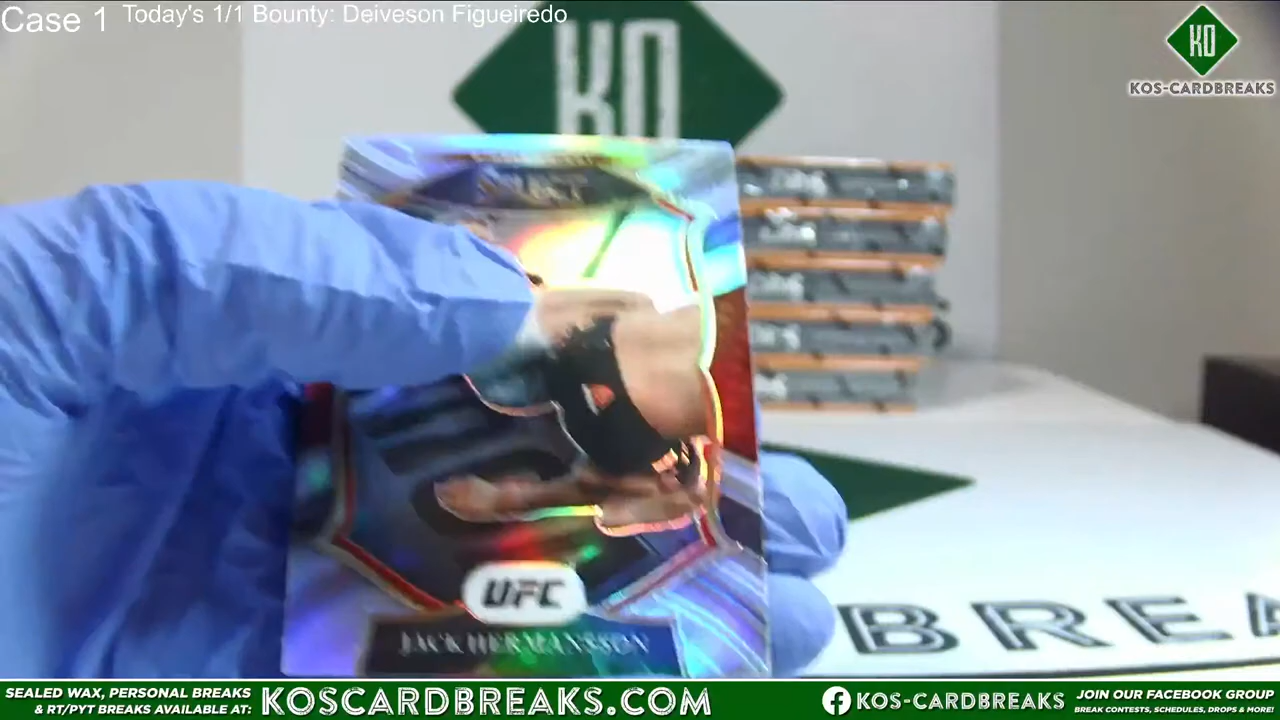 Case 1
Today's 1/1 Bounty: Deiveson Figueiredo
KO
KO
KOS-CARDBREAKS
SELECT
UFC
JACK HERMANSSON
BREA
SEALED WAX, PERSONAL BREAKS
& RT/PYT BREAKS AVAILABLE AT:
KOSCARDBREAKS.COM
KOS-CARDBREAKS
JOIN OUR FACEBOOK GROUP
BREAK CONTESTS, SCHEDULES, DROPS & MORE!